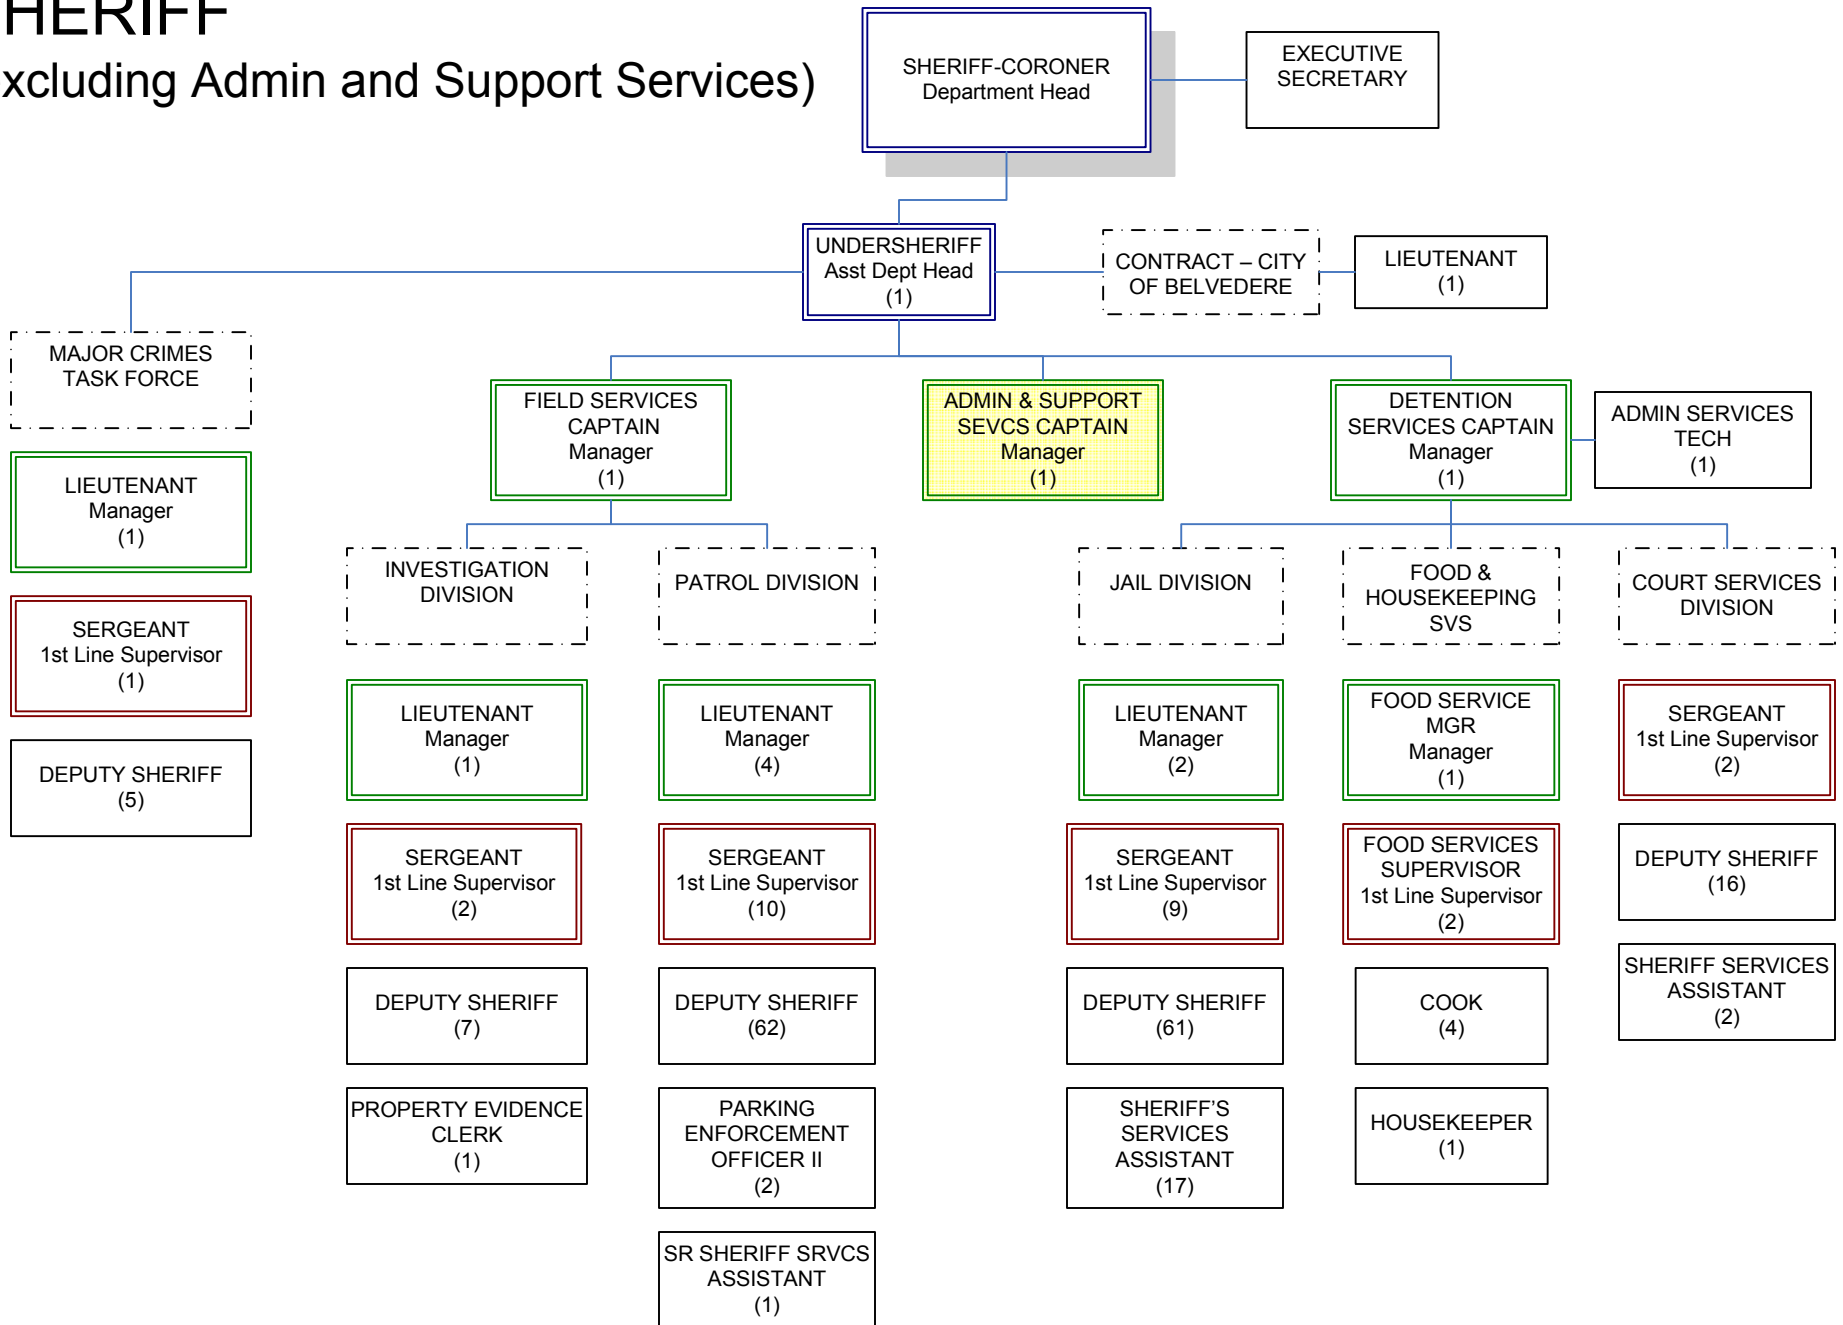 HERIFF
xcluding Admin and Support Services)
SHERIFF-CORONER
Department Head
EXECUTIVE
SECRETARY
UNDERSHERIFF
Asst Dept Head
(1)
CONTRACT – CITY
OF BELVEDERE
LIEUTENANT
(1)
MAJOR CRIMES
TASK FORCE
LIEUTENANT
Manager
(1)
SERGEANT
1st Line Supervisor
(1)
DEPUTY SHERIFF
(5)
FIELD SERVICES
CAPTAIN
Manager
(1)
ADMIN & SUPPORT
SEVCS CAPTAIN
Manager
(1)
DETENTION
SERVICES CAPTAIN
Manager
(1)
ADMIN SERVICES
TECH
(1)
INVESTIGATION
DIVISION
LIEUTENANT
Manager
(1)
SERGEANT
1st Line Supervisor
(2)
DEPUTY SHERIFF
(7)
PROPERTY EVIDENCE
CLERK
(1)
PATROL DIVISION
LIEUTENANT
Manager
(4)
SERGEANT
1st Line Supervisor
(10)
DEPUTY SHERIFF
(62)
PARKING
ENFORCEMENT
OFFICER II
(2)
SR SHERIFF SRVCS
ASSISTANT
(1)
JAIL DIVISION
LIEUTENANT
Manager
(2)
SERGEANT
1st Line Supervisor
(9)
DEPUTY SHERIFF
(61)
SHERIFF'S
SERVICES
ASSISTANT
(17)
FOOD &
HOUSEKEEPING
SVS
FOOD SERVICE
MGR
Manager
(1)
FOOD SERVICES
SUPERVISOR
1st Line Supervisor
(2)
COOK
(4)
HOUSEKEEPER
(1)
COURT SERVICES
DIVISION
SERGEANT
1st Line Supervisor
(2)
DEPUTY SHERIFF
(16)
SHERIFF SERVICES
ASSISTANT
(2)